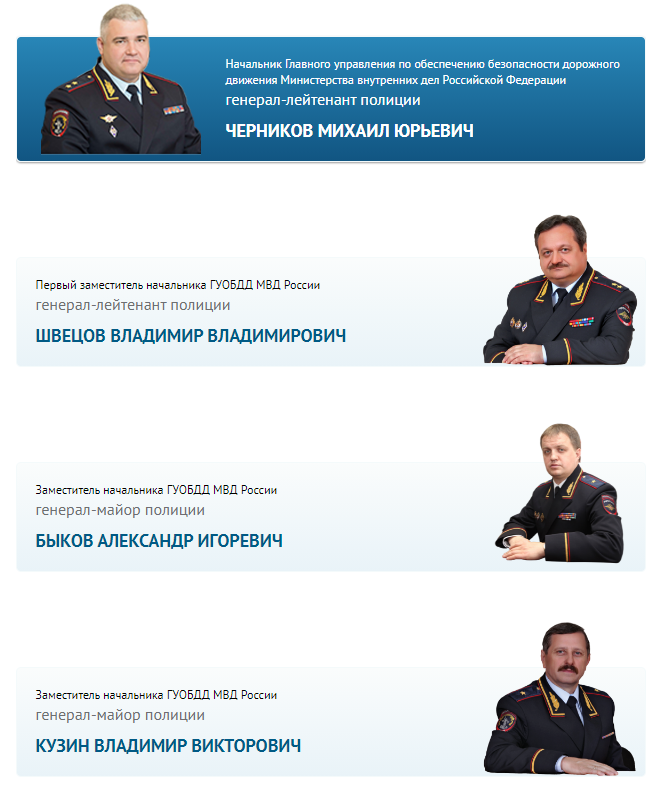 Начальник Главного управления по обеспечению безопасности дорожного
движения Министерства внутренних дел Российской Федерации
генерал-лейтенант полиции
ЧЕРНИКОВ МИХАИЛ ЮРЬЕВИЧ
Первый заместитель начальника ГУОБДД МВД России
генерал-лейтенант полиции
ШВЕЦОВ ВЛАДИМИР ВЛАДИМИРОВИЧ
Заместитель начальника ГУОБДД МВД России
генерал-майор полиции
БЫКОВ АЛЕКСАНДР ИГОРЕВИЧ
Заместитель начальника ГУОБДД МВД России
генерал-майор полиции
КУЗИН ВЛАДИМИР ВИКТОРОВИЧ